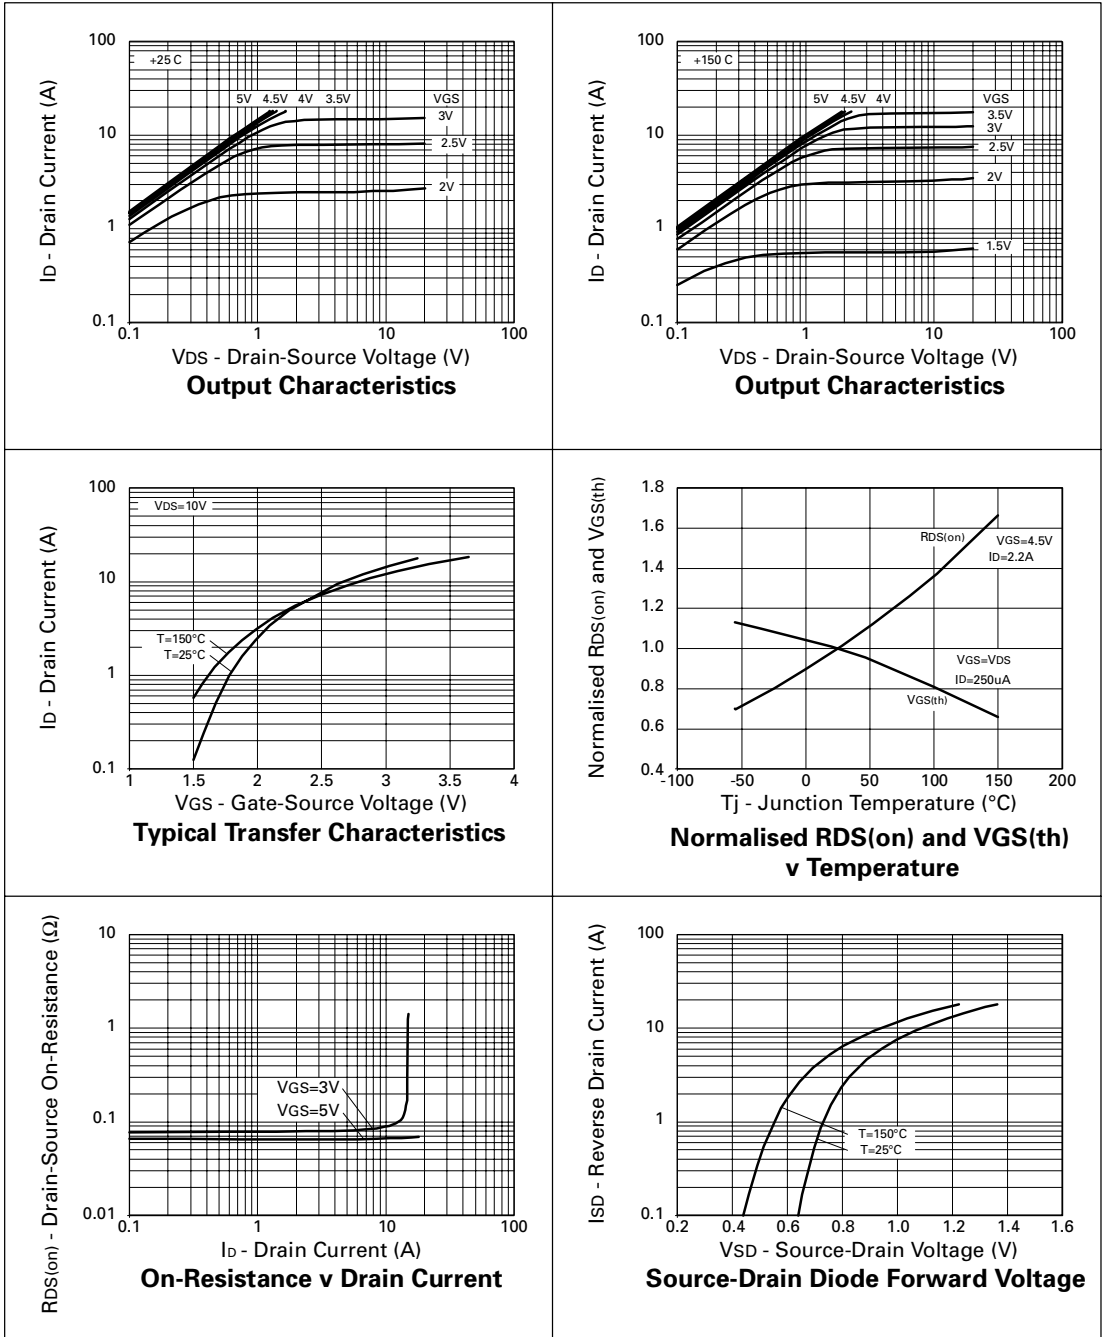 ID - Drain Current (A)
100
10
1
0.1
+25 C
5V 4.5V 4V 3.5V VGS
3V
2.5V
2V
0.1 1 10 100
VDS - Drain-Source Voltage (V)
Output Characteristics
ID - Drain Current (A)
100
10
1
0.1
+150 C
5V 4.5V 4V VGS
3.5V
3V
2.5V
2V
1.5V
0.1 1 10 100
VDS - Drain-Source Voltage (V)
Output Characteristics
ID - Drain Current (A)
100
10
1
0.1
VDS=10V
T=150°C
T=25°C
1 1.5 2 2.5 3 3.5 4
VGS - Gate-Source Voltage (V)
Typical Transfer Characteristics
Normalised RDS(on) and VGS(th)
1.8
1.6
1.4
1.2
1.0
0.8
0.6
0.4
RDS(on)
VGS=4.5V
ID=2.2A
VGS=VDS
ID=250uA
VGS(th)
-100 -50 0 50 100 150 200
Tj - Junction Temperature (°C)
Normalised RDS(on) and VGS(th)
v Temperature
RDS(on) - Drain-Source On-Resistance (Ω)
10
1
0.1
0.01
VGS=3V
VGS=5V
0.1 1 10 100
ID - Drain Current (A)
On-Resistance v Drain Current
ISD - Reverse Drain Current (A)
100
10
1
0.1
T=150°C
T=25°C
0.2 0.4 0.6 0.8 1.0 1.2 1.4 1.6
VSD - Source-Drain Voltage (V)
Source-Drain Diode Forward Voltage